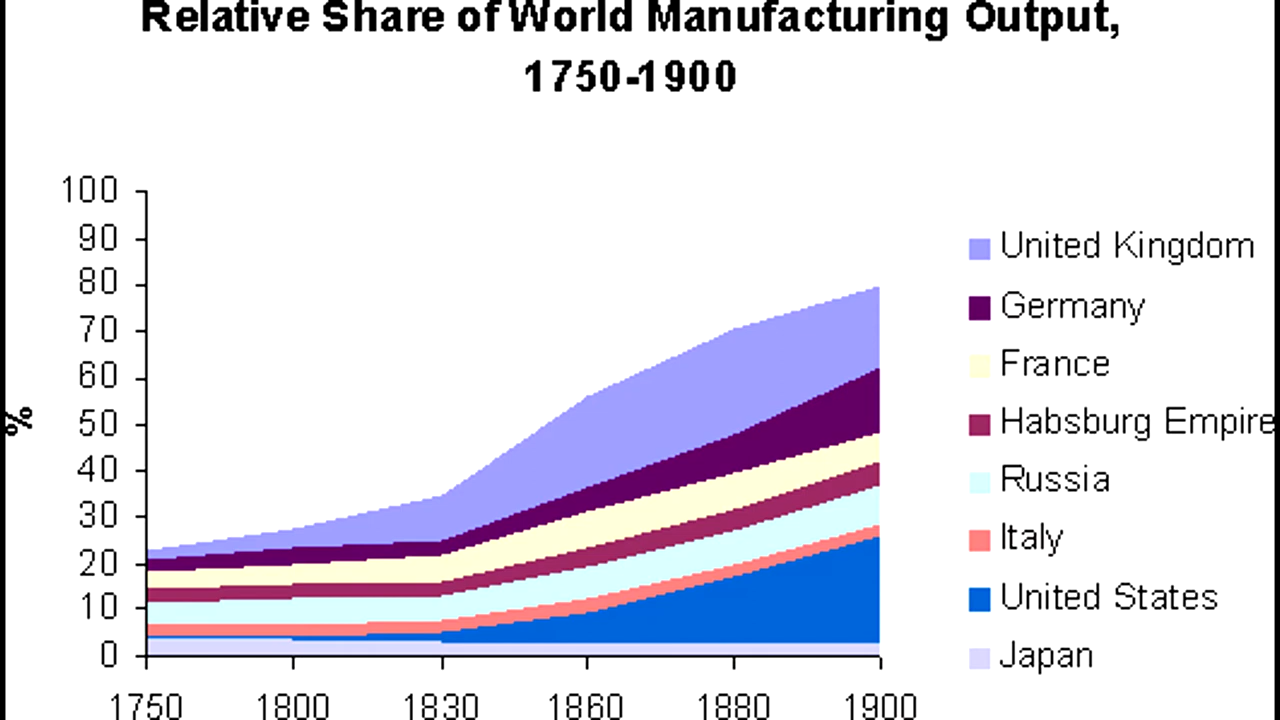 Relative Share of World Manufacturing Output,
1750-1900
100
90
80
70
60
50
40
30
20
10
0
%
1750 1800 1830 1860 1880 1900
United Kingdom
Germany
France
Habsburg Empire
Russia
Italy
United States
Japan